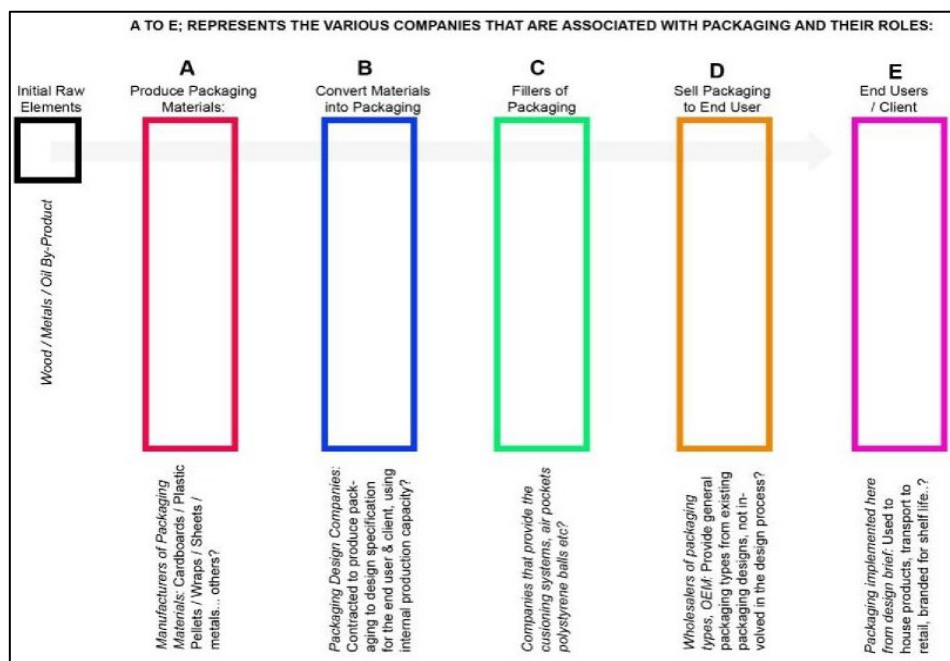 A TO E; REPRESENTS THE VARIOUS COMPANIES THAT ARE ASSOCIATED WITH PACKAGING AND THEIR ROLES:
Initial Raw
Elements
A
Produce Packaging
Materials:
B
Convert Materials
into Packaging
C
Fillers of
Packaging
D
Sell Packaging
to End User
E
End Users
/ Client
Wood / Metals / Oil By-Product
Manufacturers of Packaging
Materials: Cardboards / Plastic
Pellets / Wraps / Sheets /
metals... others?
Packaging Design Companies:
Contracted to produce pack-
aging to design specification
for the end user & client, using
internal production capacity?
Companies that provide the
cusioning systems, air pockets
polystyrene balls etc?
Wholesalers of packaging
types, OEM: Provide general
packaging types from existing
packaging designs, not in-
volved in the design process?
Packaging implemented here
from design brief: Used to
house products, transport to
retail, branded for shelf life..?